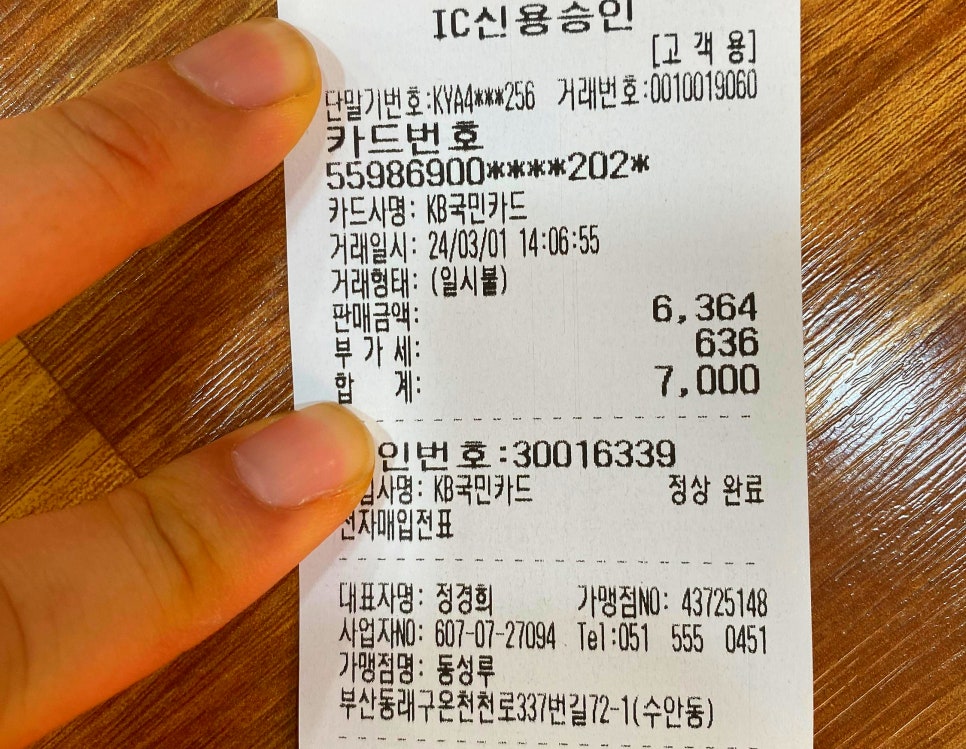 IC신용승인
[고 객 용]
단말기번호:KYA4***256 거래번호:0010019060
카드번호
55986900****202*
카드사명: KB국민카드
거래일시: 24/03/01 14:06:55
거래형태: (일시불)
판매금액: 6,364
부 가 세: 636
합 계: 7,000
인번호:30016339
사명: KB국민카드 정상 완료
전자매입전표
대표자명: 정경희 가맹점NO: 43725148
사업자NO: 607-07-27094 Tel:051 555 0451
가맹점명: 동성루
부산동래구온천천로337번길72-1(수안동)